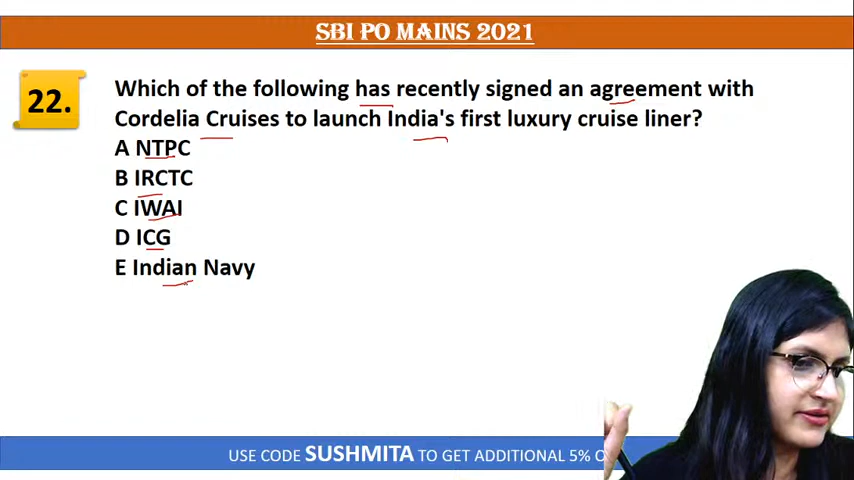 SBI PO MAINS 2021
22.
Which of the following has recently signed an agreement with
Cordelia Cruises to launch India's first luxury cruise liner?
A NTPC
B IRCTC
C IWAI
D ICG
E Indian Navy
USE CODE SUSHMITA TO GET ADDITIONAL 5%